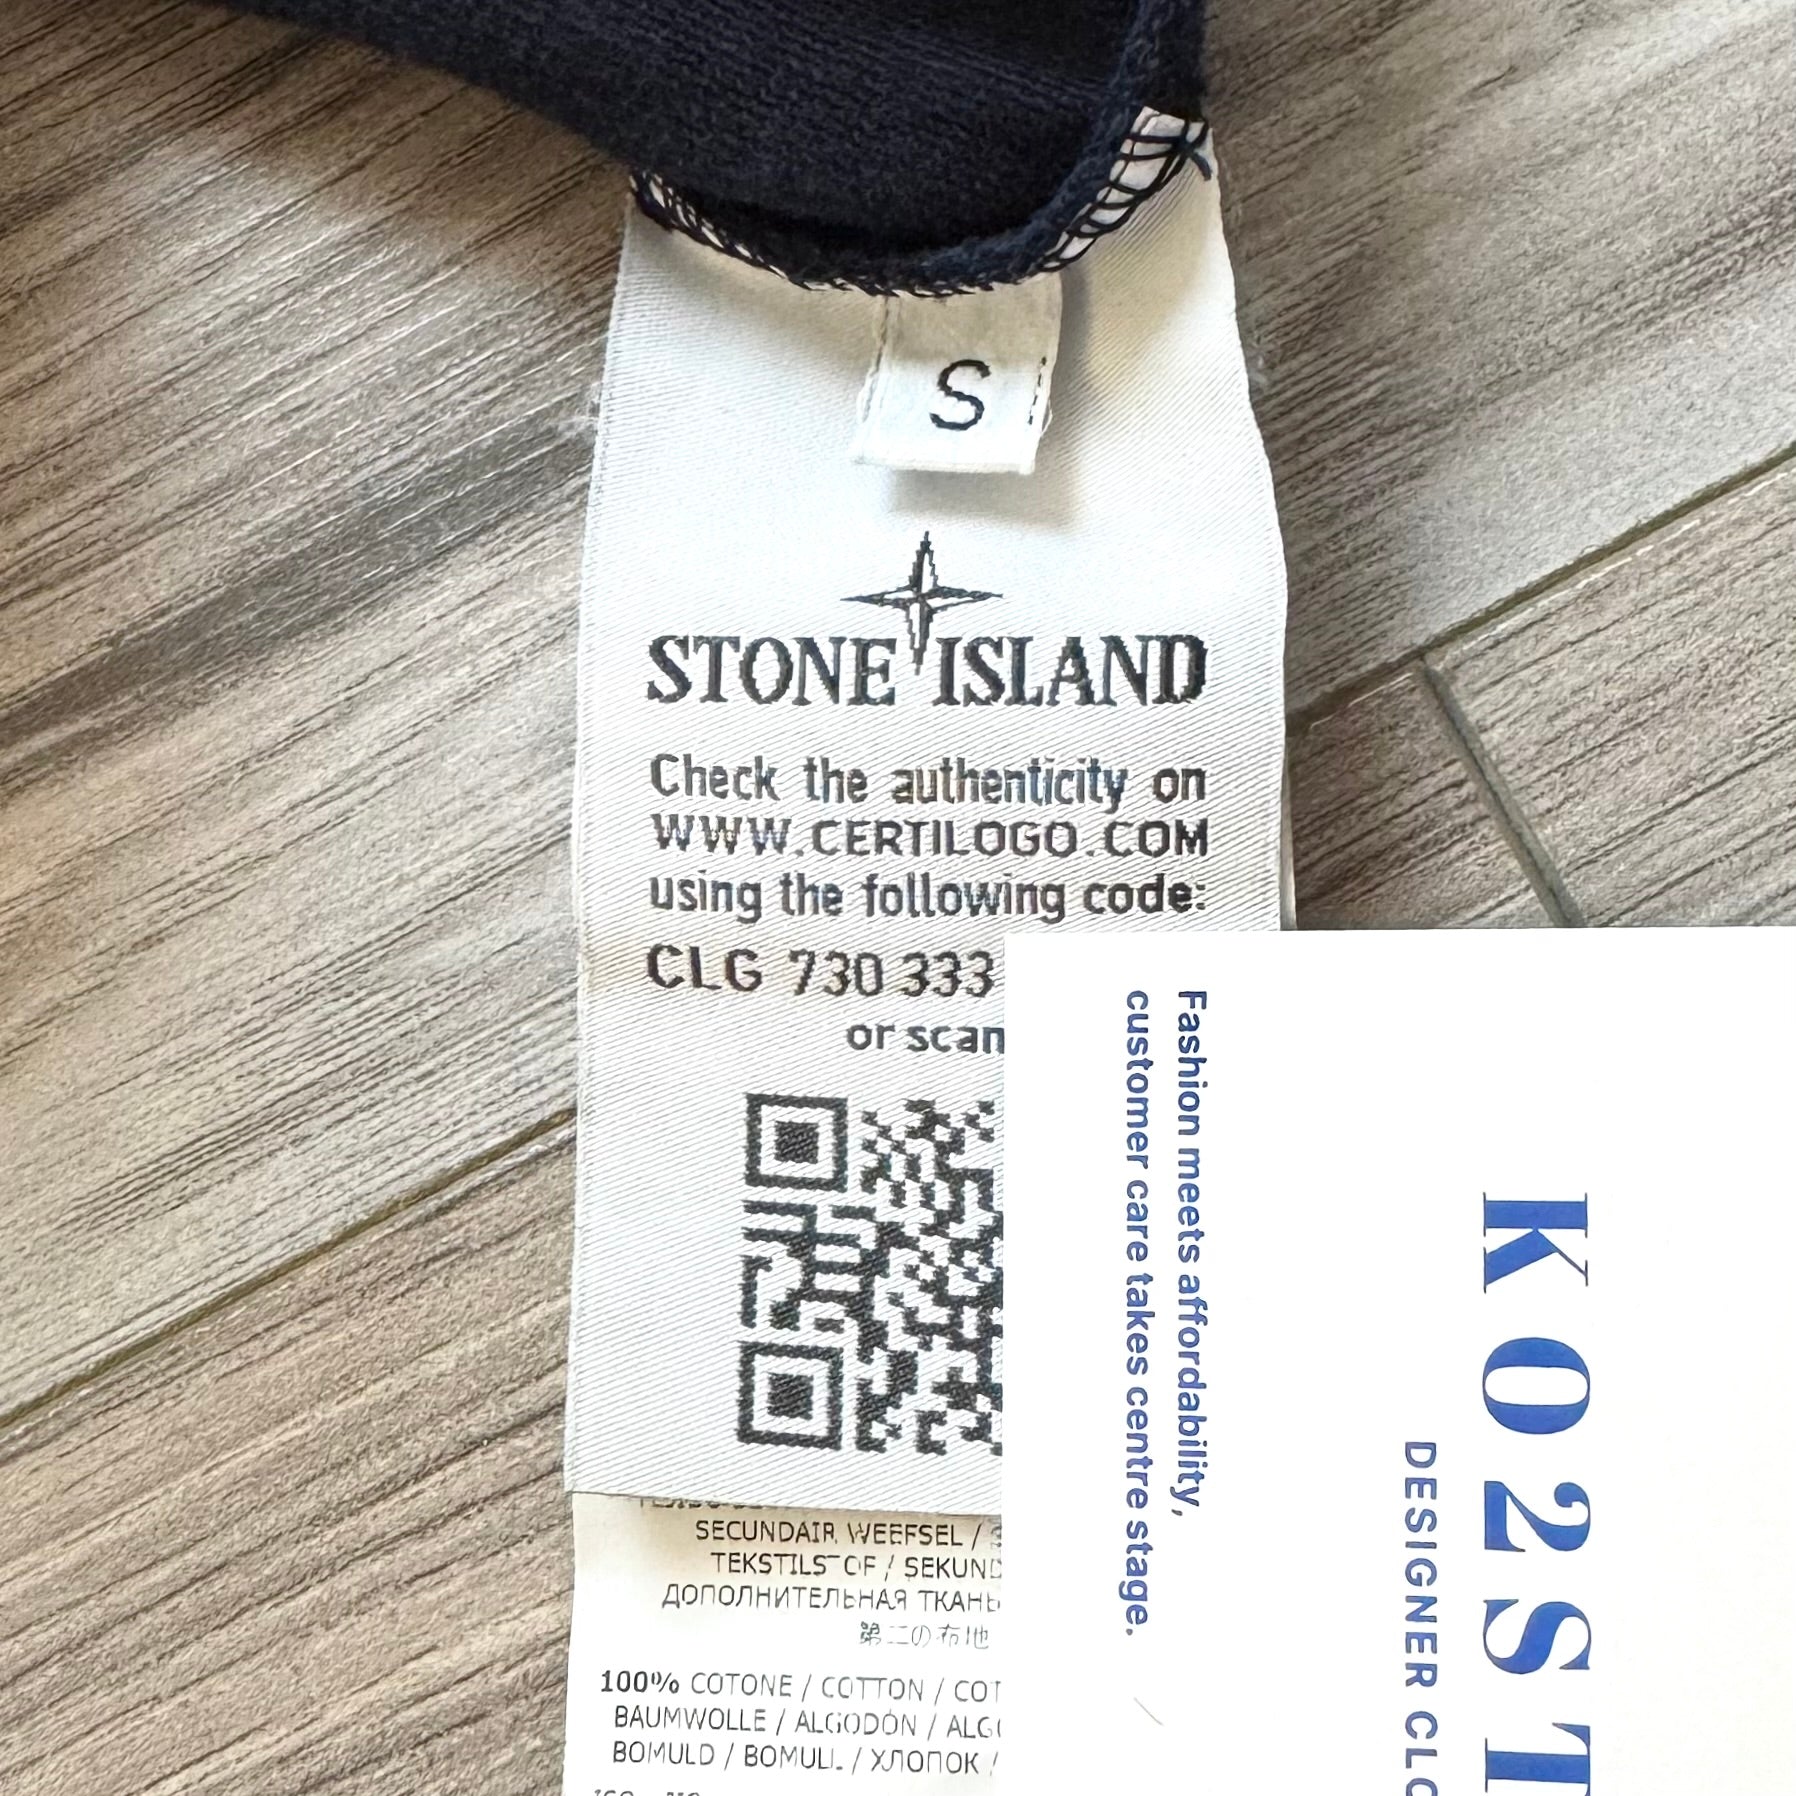 S
STONE ISLAND
Check the authenticity on
WWW.CERTILOGO.COM
using the following code:
CLG 730 333
or scan
SECUNDAIR WEEFSEL /
TEKSTILSTOF / SEKUND
ДОПОЛНИТЕЛЬНАЯ ТКАНЬ
第二の布地
100% COTONE / COTTON / COT
BAUMWOLLE / ALGODÓN / ALGO
BOMULD / BOMULL / ХЛОПОК /
Fashion meets affordability,
customer care takes centre stage.
KO2ST
DESIGNER CLO